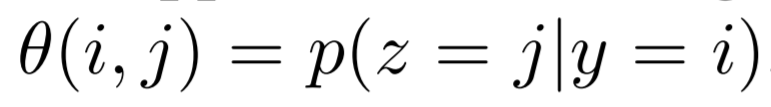 θ(i, j) = p(z = j|y = i)